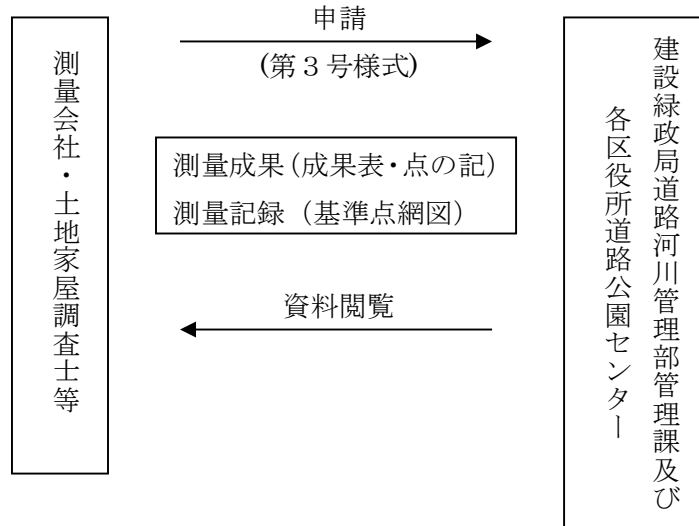 測量会社・土地家屋調査士等
申請
(第３号様式)
測量成果(成果表・点の記)
測量記録（基準点網図）
資料閲覧
建設緑政局道路河川管理部管理課及び
各区役所道路公園センター